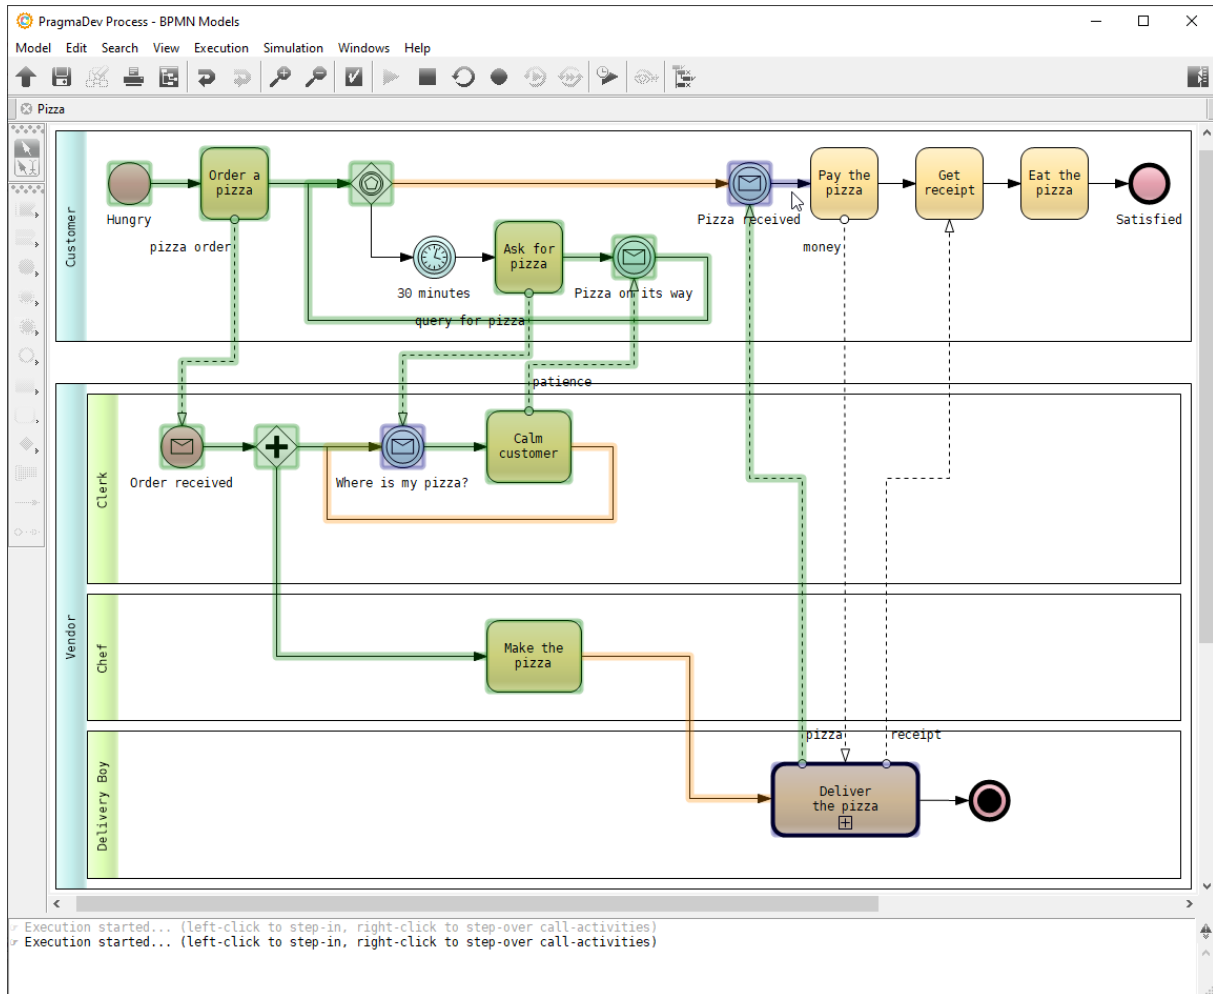 PragmaDev Process - BPMN Models
Model Edit Search View Execution Simulation Windows Help
Pizza
Customer
Hungry
Order a
pizza
pizza order
30 minutes
Ask for
pizza
query for pizza
Pizza on its way
Pizza received
Pay the
pizza
money
Get
receipt
Eat the
pizza
Satisfied
patience
Vendor
Clerk
Order received
Where is my pizza?
Calm
customer
Chef
Make the
pizza
Delivery Boy
pizza
receipt
Deliver
the pizza
Execution started... (left-click to step-in, right-click to step-over call-activities)
Execution started... (left-click to step-in, right-click to step-over call-activities)